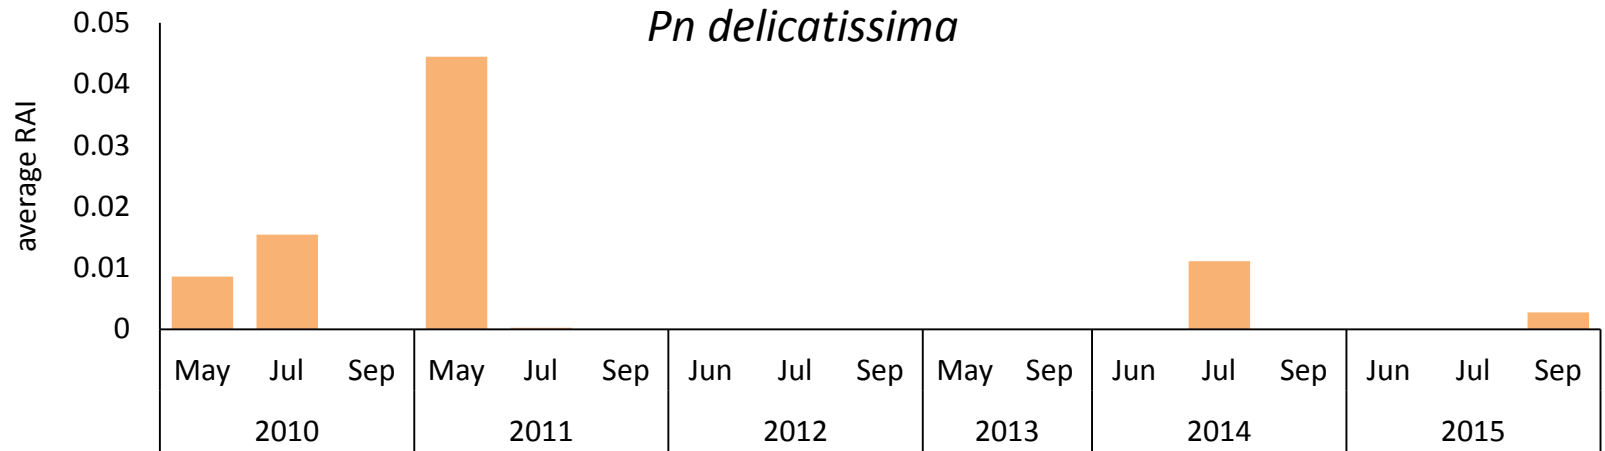 Pn delicatissima
average RAI
0.05
0.04
0.03
0.02
0.01
0
May Jul Sep May Jul Sep Jun Jul Sep May Sep Jun Jul Sep Jun Jul Sep
2010 2011 2012 2013 2014 2015